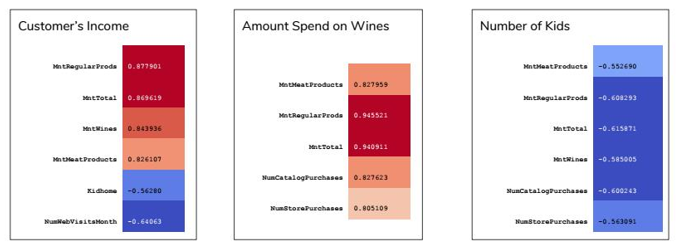 Customer's Income
MntRegularProds 0.877901
MntTotal 0.869619
MntWines 0.843936
MntMeatProducts 0.826107
Kidhome -0.56280
NumWebVisitsMonth -0.64063
Amount Spend on Wines
MntMeatProducts 0.827959
MntRegularProds 0.945521
MntTotal 0.940911
NumCatalogPurchases 0.827623
NumStorePurchases 0.805109
Number of Kids
MntMeatProducts -0.552690
MntRegularProds -0.608293
MntTotal -0.615871
MntWines -0.585005
NumCatalogPurchases -0.600243
NumStorePurchases -0.563091